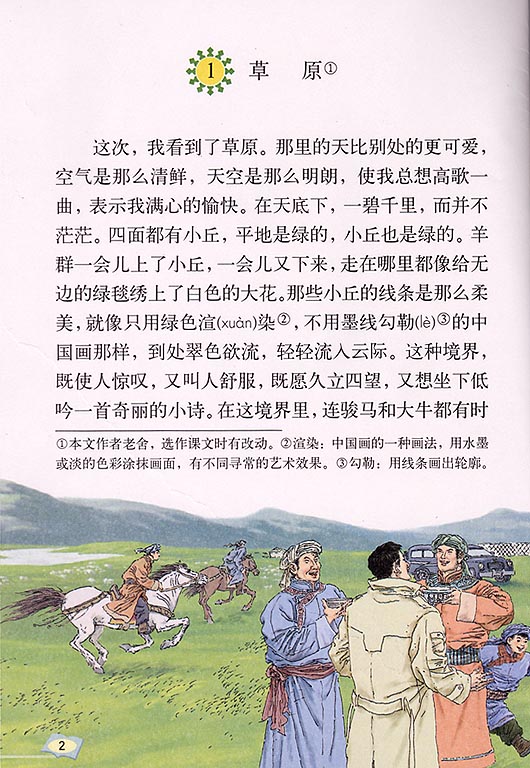 1 草 原①
这次，我看到了草原。那里的天比别处的更可爱，
空气是那么清鲜，天空是那么明朗，使我总想高歌一
曲，表示我满心的愉快。在天底下，一碧千里，而并不
茫茫。四面都有小丘，平地是绿的，小丘也是绿的。羊
群一会儿上了小丘，一会儿又下来，走在哪里都像给无
边的绿毯绣上了白色的大花。那些小丘的线条是那么柔
美，就像只用绿色渲(xuàn)染②，不用墨线勾勒(lè)③的中
国画那样，到处翠色欲流，轻轻流入云际。这种境界，
既使人惊叹，又叫人舒服，既愿久立四望，又想坐下低
吟一首奇丽的小诗。在这境界里，连骏马和大牛都有时
①本文作者老舍，选作课文时有改动。②渲染：中国画的一种画法，用水墨
或淡的色彩涂抹画面，有不同寻常的艺术效果。③勾勒：用线条画出轮廓。
2